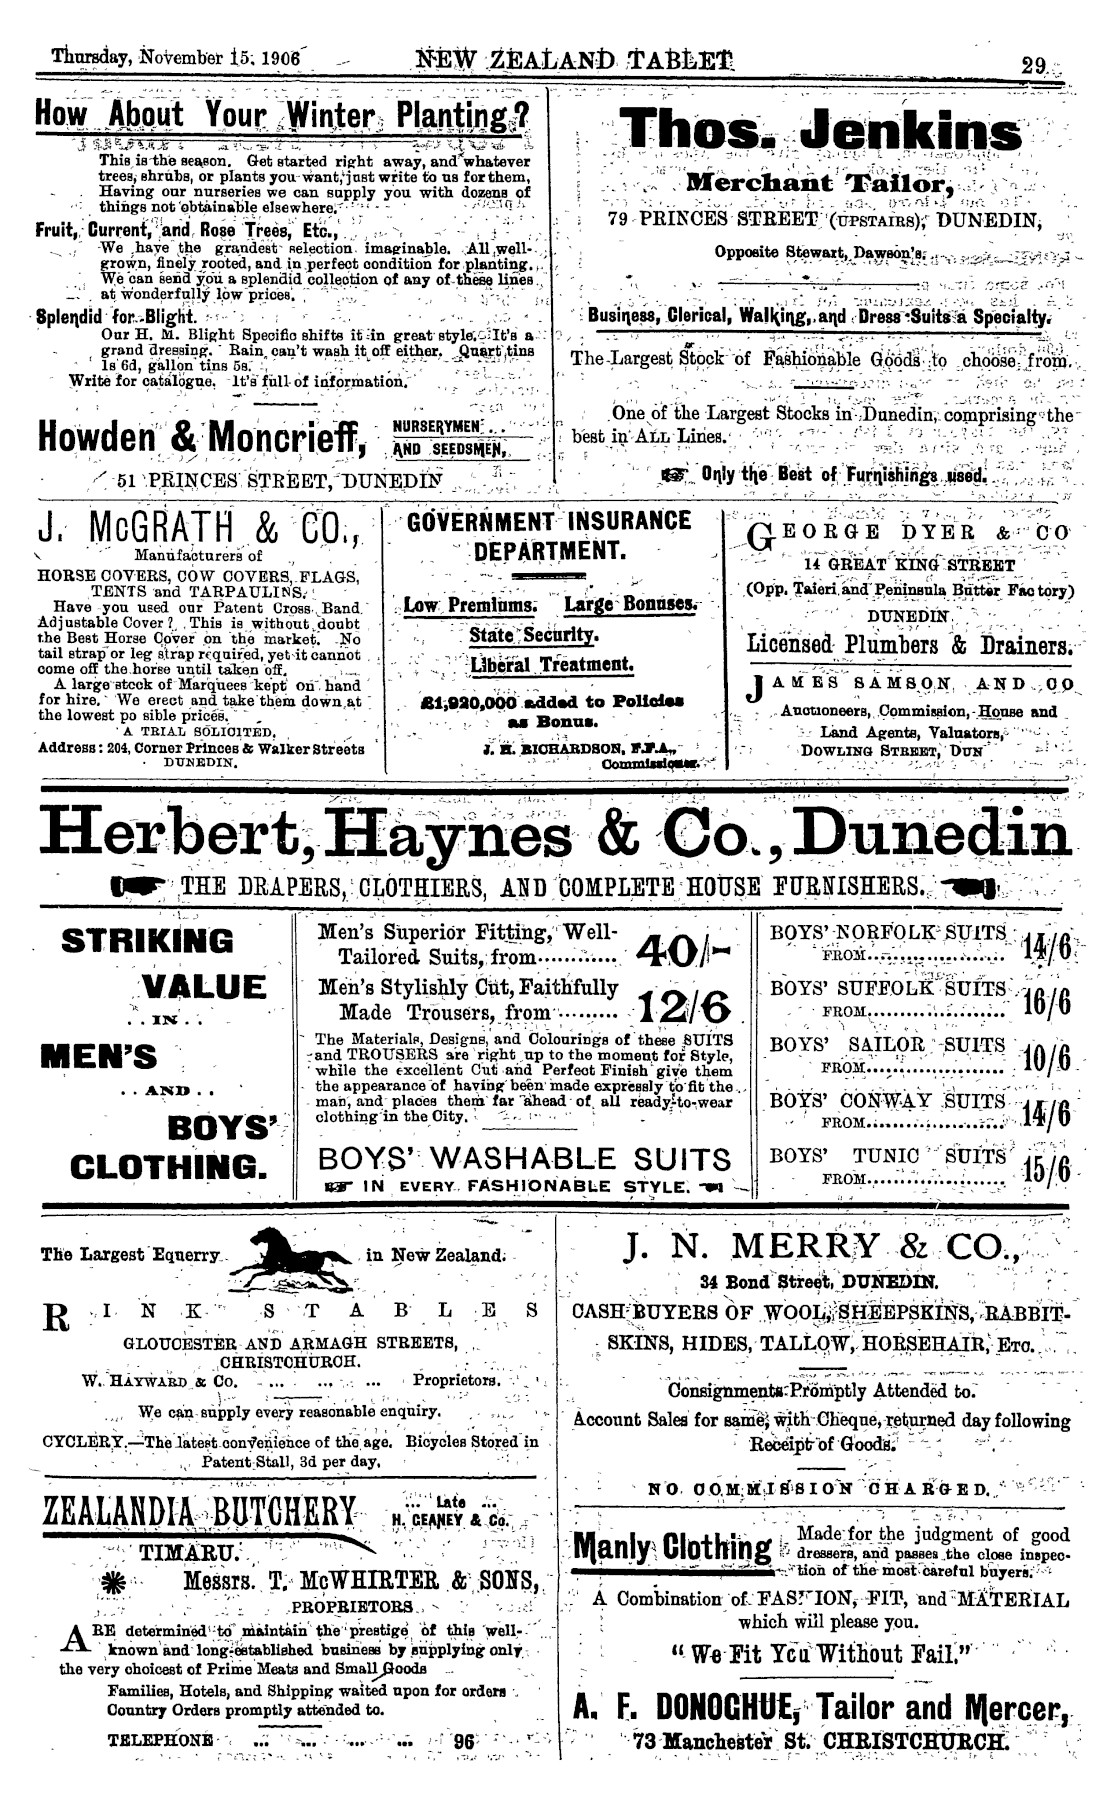 Thursday, November 15, 1906
NEW ZEALAND TABLET
29
How About Your Winter Planting?
This is the season. Get started right away, and whatever
trees, shrubs, or plants you want, just write to us for them,
Having our nurseries we can supply you with dozens of
things not obtainable elsewhere.
Fruit, Current, and Rose Trees, Etc.,
We have the grandest selection imaginable. All well-
grown, finely rooted, and in perfect condition for planting.
We can send you a splendid collection of any of these lines
at wonderfully low prices.
Splendid for Blight.
Our H. M. Blight Specific shifts it in great style. It's a
grand dressing. Rain can't wash it off either. Quart tins
1s 6d, gallon tins 5s.
Write for catalogue. It's full of information.
Howden & Moncrieff,
NURSERYMEN . .
AND SEEDSMEN,
51 PRINCES STREET, DUNEDIN
Thos. Jenkins
Merchant Tailor,
79 PRINCES STREET (UPSTAIRS), DUNEDIN,
Opposite Stewart, Dawson's.
Business, Clerical, Walking, and Dress Suits a Specialty.
The Largest Stock of Fashionable Goods to choose from.
One of the Largest Stocks in Dunedin, comprising the
best in ALL Lines.
Only the Best of Furnishings used.
J. McGRATH & CO.,
Manufacturers of
HORSE COVERS, COW COVERS, FLAGS,
TENTS and TARPAULINS.
Have you used our Patent Cross Band
Adjustable Cover? This is without doubt
the Best Horse Cover on the market. No
tail strap or leg strap required, yet it cannot
come off the horse until taken off.
A large stock of Marquees kept on hand
for hire. We erect and take them down at
the lowest po sible prices.
A TRIAL SOLICITED.
Address: 204, Corner Princes & Walker Streets
DUNEDIN.
GOVERNMENT INSURANCE
DEPARTMENT.
Low Premiums. Large Bonuses.
State Security.
Liberal Treatment.
£1,920,000 added to Policies
as Bonus.
J. H. RICHARDSON, F.F.A.,
Commissioner.
GEORGE DYER & CO
14 GREAT KING STREET
(Opp. Taieri and Peninsula Butter Factory)
DUNEDIN.
Licensed Plumbers & Drainers.
JAMES SAMSON AND CO
Auctioneers, Commission, House and
Land Agents, Valuators,
DOWLING STREET, DUN
Herbert, Haynes & Co., Dunedin
THE DRAPERS, CLOTHIERS, AND COMPLETE HOUSE FURNISHERS.
STRIKING
VALUE
. . IN . .
MEN'S
. . AND . .
BOYS'
CLOTHING.
Men's Superior Fitting, Well-
Tailored Suits, from............ 40/-
Men's Stylishly Cut, Faithfully
Made Trousers, from ......... 12/6
The Materials, Designs, and Colourings of these SUITS
and TROUSERS are right up to the moment for Style,
while the excellent Cut and Perfect Finish give them
the appearance of having been made expressly to fit the
man, and places them far ahead of all ready-to-wear
clothing in the City.
BOYS' WASHABLE SUITS
IN EVERY FASHIONABLE STYLE.
BOYS' NORFOLK SUITS
FROM..................... 14/6
BOYS' SUFFOLK SUITS
FROM..................... 16/6
BOYS' SAILOR SUITS
FROM..................... 10/6
BOYS' CONWAY SUITS
FROM..................... 14/6
BOYS' TUNIC SUITS
FROM..................... 15/6
The Largest Equerry in New Zealand.
RINK STABLES
GLOUCESTER AND ARMAGH STREETS,
CHRISTCHURCH.
W. HAYWARD & Co. ... ... ... Proprietors.
We can supply every reasonable enquiry.
CYCLERY.—The latest convenience of the age. Bicycles Stored in
Patent Stall, 3d per day.
ZEALANDIA BUTCHERY
... Late ...
H. CEANEY & Co.
TIMARU.
Messrs. T. McWHIRTER & SONS,
PROPRIETORS
ARE determined to maintain the prestige of this well-
known and long-established business by supplying only
the very choicest of Prime Meats and Small Goods
Families, Hotels, and Shipping waited upon for orders
Country Orders promptly attended to.
TELEPHONE ... ... ... ... 96
J. N. MERRY & CO.,
34 Bond Street, DUNEDIN.
CASH BUYERS OF WOOL, SHEEPSKINS, RABBIT-
SKINS, HIDES, TALLOW, HORSEHAIR, ETC.
Consignments Promptly Attended to.
Account Sales for same, with Cheque, returned day following
Receipt of Goods.
NO COMMISSION CHARGED.
Manly Clothing
Made for the judgment of good
dressers, and passes the close inspec-
tion of the most careful buyers.
A Combination of FAS ION, FIT, and MATERIAL
which will please you.
"We Fit You Without Fail."
A. F. DONOGHUE, Tailor and Mercer,
73 Manchester St. CHRISTCHURCH.